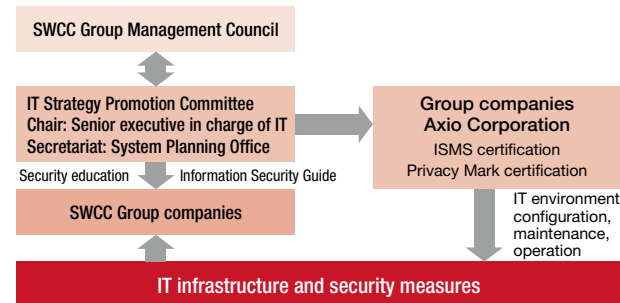 SWCC Group Management Council
IT Strategy Promotion Committee
Chair: Senior executive in charge of IT
Secretariat: System Planning Office
Group companies
Axio Corporation
ISMS certification
Privacy Mark certification
Security education
Information Security Guide
SWCC Group companies
IT environment
configuration,
maintenance,
operation
IT infrastructure and security measures